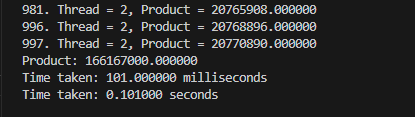 981. Thread = 2, Product = 20765908.000000
996. Thread = 2, Product = 20768896.000000
997. Thread = 2, Product = 20770890.000000
Product: 166167000.000000
Time taken: 101.000000 milliseconds
Time taken: 0.101000 seconds